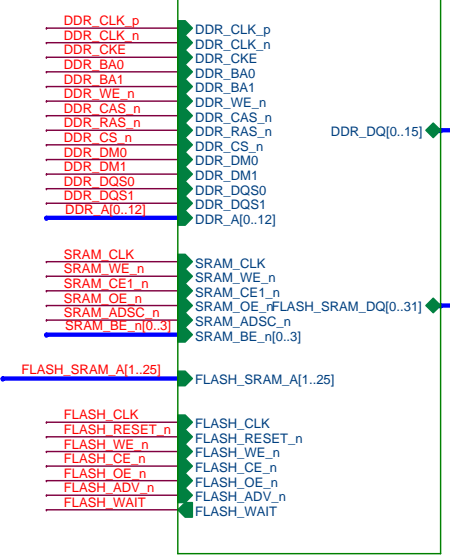 DDR_CLK_p DDR_CLK_p
DDR_CLK_n DDR_CLK_n
DDR_CKE DDR_CKE
DDR_BA0 DDR_BA0
DDR_BA1 DDR_BA1
DDR_WE_n DDR_WE_n
DDR_CAS_n DDR_CAS_n
DDR_RAS_n DDR_RAS_n DDR_DQ[0..15]
DDR_CS_n DDR_CS_n
DDR_DM0 DDR_DM0
DDR_DM1 DDR_DM1
DDR_DQS0 DDR_DQS0
DDR_DQS1 DDR_DQS1
DDR_A[0..12] DDR_A[0..12]
SRAM_CLK SRAM_CLK
SRAM_WE_n SRAM_WE_n
SRAM_CE1_n SRAM_CE1_n
SRAM_OE_n SRAM_OE_n FLASH_SRAM_DQ[0..31]
SRAM_ADSC_n SRAM_ADSC_n
SRAM_BE_n[0..3] SRAM_BE_n[0..3]
FLASH_SRAM_A[1..25] FLASH_SRAM_A[1..25]
FLASH_CLK FLASH_CLK
FLASH_RESET_n FLASH_RESET_n
FLASH_WE_n FLASH_WE_n
FLASH_CE_n FLASH_CE_n
FLASH_OE_n FLASH_OE_n
FLASH_ADV_n FLASH_ADV_n
FLASH_WAIT FLASH_WAIT